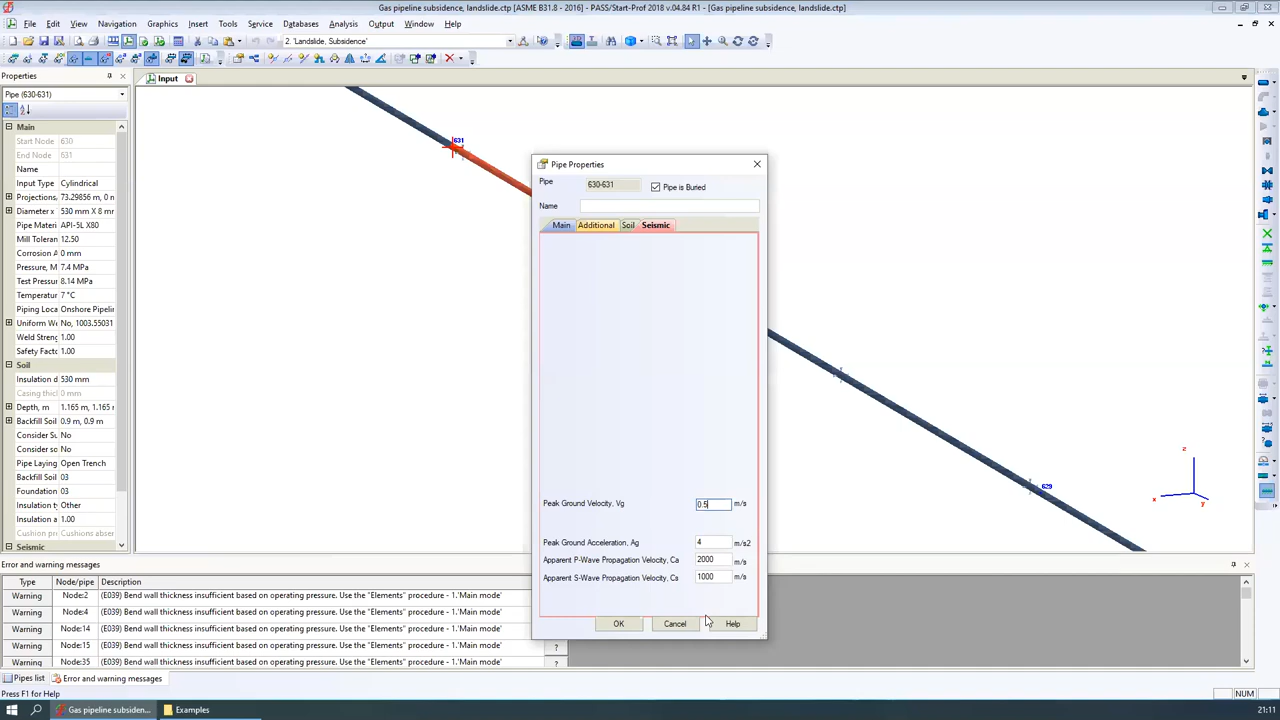 Gas pipeline subsidence, landslide.ctp [ASME B31.8 - 2016] - PASS/Start-Prof 2018 v.04.84 R1 - [Gas pipeline subsidence, landslide.ctp]
File Edit View Navigation Graphics Insert Tools Service Databases Analysis Output Window Help
2. 'Landslide, Subsidence'
Properties
Input
Pipe (630-631)
Main
Start Node 630
End Node 631
Name
Input Type Cylindrical
Projections, 73.29856 m, 0 n
Diameter x 530 mm X 8 mm
Pipe Materi API-5L X80
Mill Toleran 12.50
Corrosion A 0 mm
Pressure, M 7.4 MPa
Test Pressur 8.14 MPa
Temperatur 7 °C
Piping Loca Onshore Pipelin
Uniform We No, 1003.55031
Weld Streng 1.00
Safety Facto 1.00
Soil
Insulation d 530 mm
Casing thick 0 mm
Depth, m 1.165 m, 1.165
Backfill Soil 0.9 m, 0.9 m
Consider Su No
Consider so No
Pipe Laying Open Trench
Backfill Soil 03
Foundation 03
Insulation ty Other
Insulation a 1.00
Cushion pro Cushions absen
Seismic
631
629
z
x
y
Pipe Properties
Pipe 630-631 Pipe is Buried
Name
Main Additional Soil Seismic
Peak Ground Velocity, Vg 0.5 m/s
Peak Ground Acceleration, Ag 4 m/s2
Apparent P-Wave Propagation Velocity, Ca 2000 m/s
Apparent S-Wave Propagation Velocity, Cs 1000 m/s
OK Cancel Help
Error and warning messages
Type Node/pipe Description
Warning Node:2 (E039) Bend wall thickness insufficient based on operating pressure. Use the "Elements" procedure - 1.'Main mode'
Warning Node:4 (E039) Bend wall thickness insufficient based on operating pressure. Use the "Elements" procedure - 1.'Main mode'
Warning Node:14 (E039) Bend wall thickness insufficient based on operating pressure. Use the "Elements" procedure - 1.'Main mode'
Warning Node:15 (E039) Bend wall thickness insufficient based on operating pressure. Use the "Elements" procedure - 1.'Main mode' ?
Warning Node:35 (E039) Bend wall thickness insufficient based on operating pressure. Use the "Elements" procedure - 1.'Main mode' ?
Pipes list Error and warning messages
Press F1 for Help
NUM
Gas pipeline subsiden... Examples
21:11